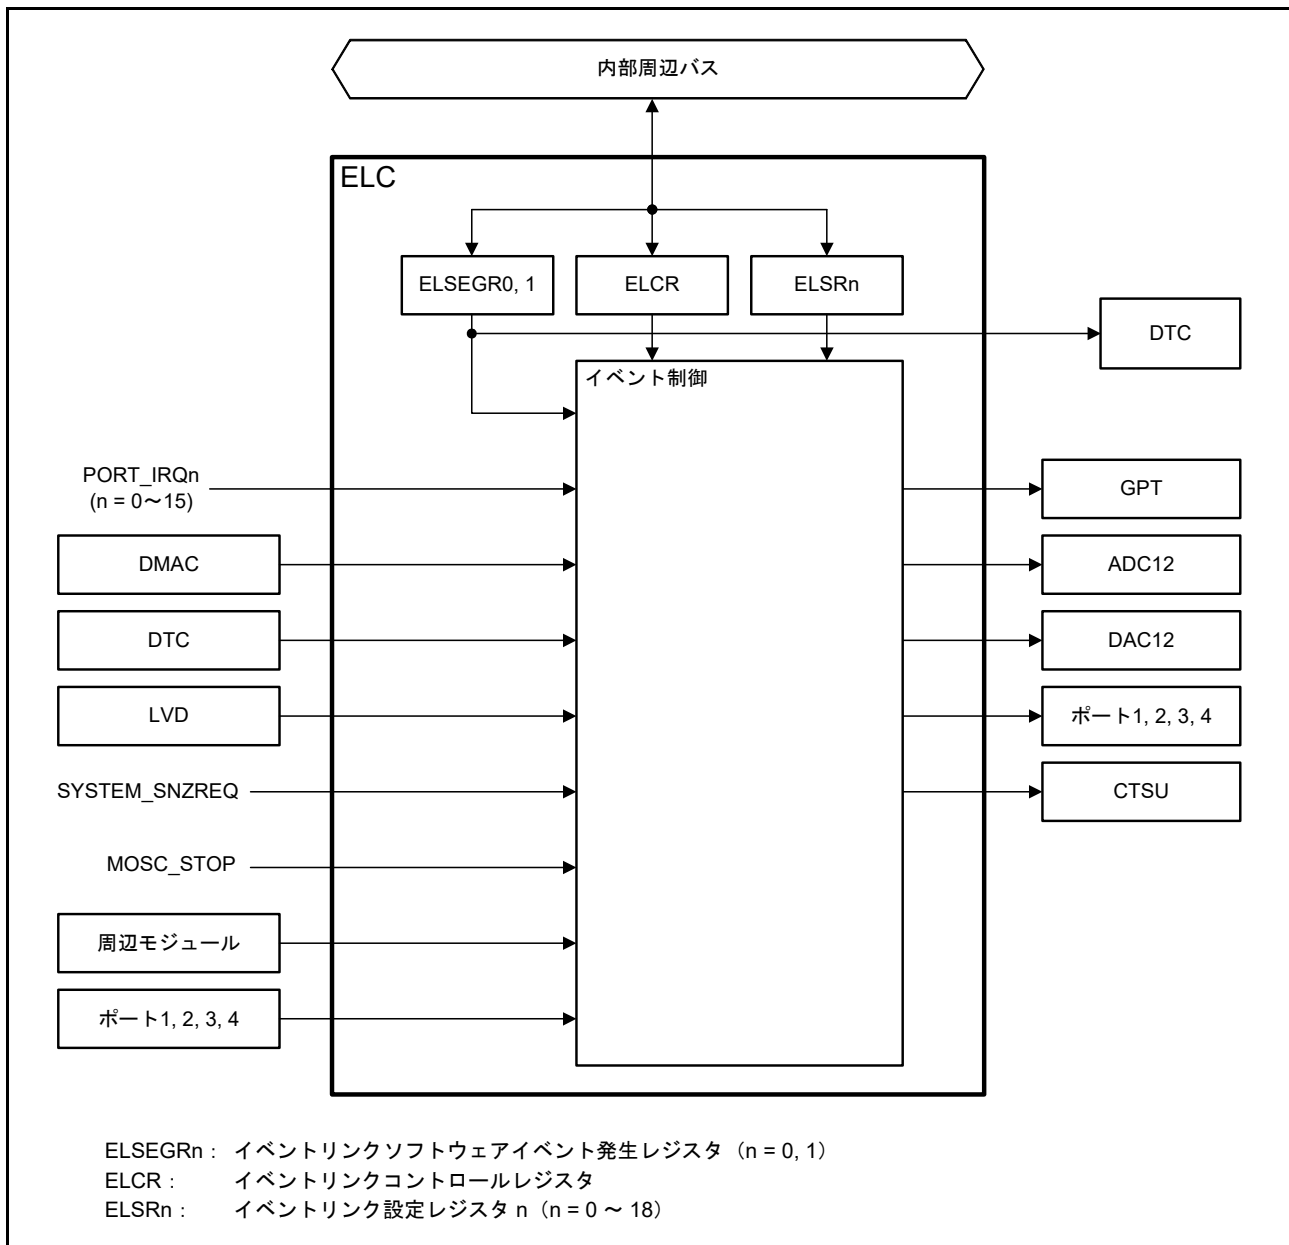 内部周辺バス
ELC
ELSEGR0, 1
ELCR
ELSRn
DTC
イベント制御
PORT_IRQn
(n = 0～15)
GPT
DMAC
ADC12
DTC
DAC12
LVD
ポート1, 2, 3, 4
SYSTEM_SNZREQ
CTSU
MOSC_STOP
周辺モジュール
ポート1, 2, 3, 4
ELSEGRn : イベントリンクソフトウェアイベント発生レジスタ（n = 0, 1）
ELCR : イベントリンクコントロールレジスタ
ELSRn : イベントリンク設定レジスタ n（n = 0 ～ 18）